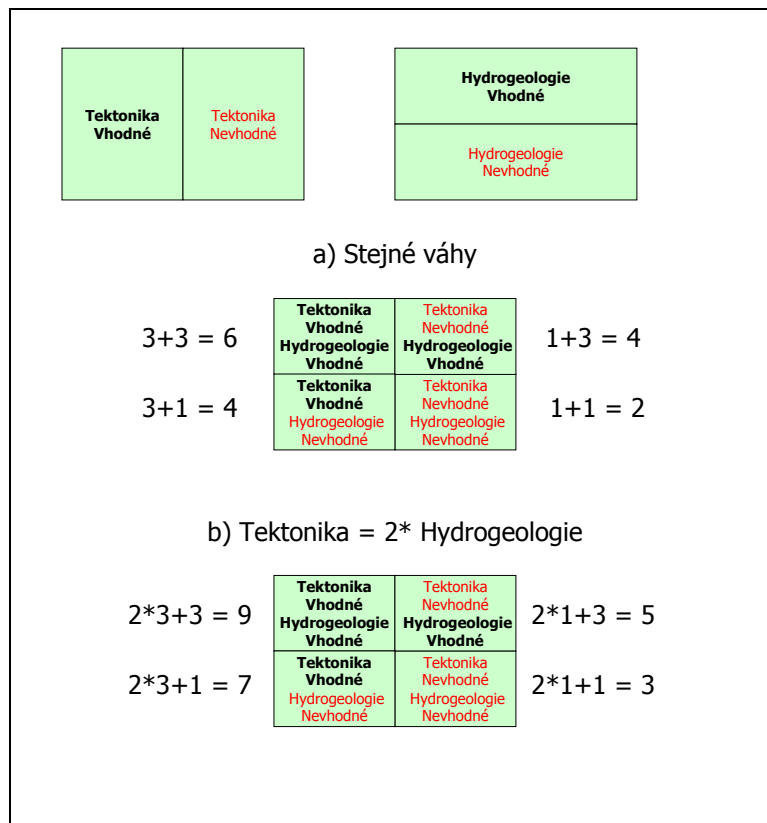 Tektonika
Vhodné
Tektonika
Nevhodné
Hydrogeologie
Vhodné
Hydrogeologie
Nevhodné
a) Stejné váhy
3+3 = 6
Tektonika
Vhodné
Hydrogeologie
Vhodné
Tektonika
Nevhodné
Hydrogeologie
Vhodné
1+3 = 4
3+1 = 4
Tektonika
Vhodné
Hydrogeologie
Nevhodné
Tektonika
Nevhodné
Hydrogeologie
Nevhodné
1+1 = 2
b) Tektonika = 2* Hydrogeologie
2*3+3 = 9
Tektonika
Vhodné
Hydrogeologie
Vhodné
Tektonika
Nevhodné
Hydrogeologie
Vhodné
2*1+3 = 5
2*3+1 = 7
Tektonika
Vhodné
Hydrogeologie
Nevhodné
Tektonika
Nevhodné
Hydrogeologie
Nevhodné
2*1+1 = 3